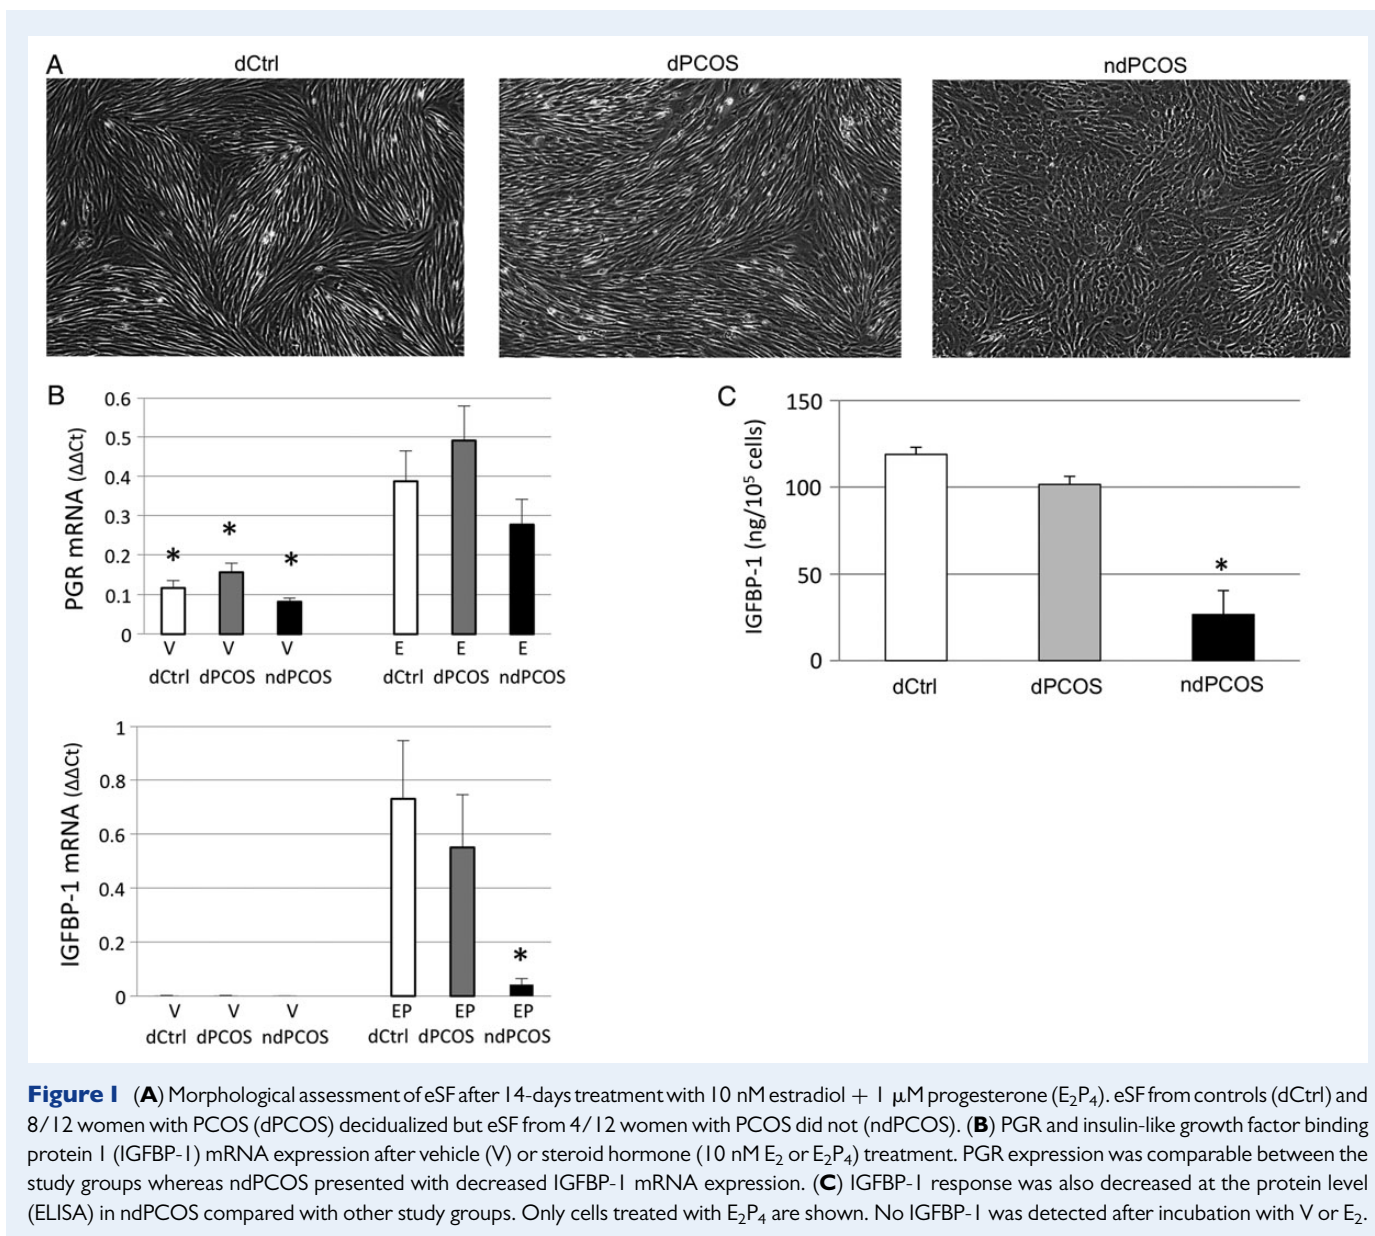 A
dCtrl
dPCOS
ndPCOS
B
PGR mRNA (ΔΔCt)
0.6
0.5
0.4
0.3
0.2
0.1
0
*
*
*
V V V E E E
dCtrl dPCOS ndPCOS dCtrl dPCOS ndPCOS
IGFBP-1 mRNA (ΔΔCt)
1
0.8
0.6
0.4
0.2
0
*
V V V EP EP EP
dCtrl dPCOS ndPCOS dCtrl dPCOS ndPCOS
C
IGFBP-1 (ng/10⁵ cells)
150
100
50
0
*
dCtrl dPCOS ndPCOS
Figure 1 (A) Morphological assessment of eSF after 14-days treatment with 10 nM estradiol + 1 μM progesterone (E₂P₄). eSF from controls (dCtrl) and
8/12 women with PCOS (dPCOS) decidualized but eSF from 4/12 women with PCOS did not (ndPCOS). (B) PGR and insulin-like growth factor binding
protein 1 (IGFBP-1) mRNA expression after vehicle (V) or steroid hormone (10 nM E₂ or E₂P₄) treatment. PGR expression was comparable between the
study groups whereas ndPCOS presented with decreased IGFBP-1 mRNA expression. (C) IGFBP-1 response was also decreased at the protein level
(ELISA) in ndPCOS compared with other study groups. Only cells treated with E₂P₄ are shown. No IGFBP-1 was detected after incubation with V or E₂.